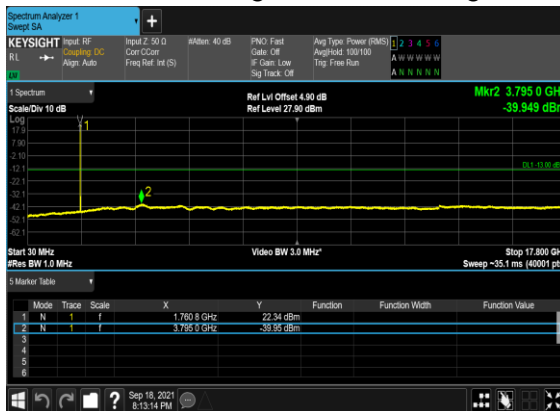 Spectrum Analyzer 1
Swept SA
+
KEYSIGHT Input: RF Input Z: 50 Ω #Atten: 40 dB PNO: Fast Avg Type: Power (RMS) 1 2 3 4 5 6
RL Coupling: DC Corr CCorr Gate: Off Avg|Hold: 100/100 A W W W W W
Align: Auto Freq Ref: Int (S) IF Gain: Low Trig: Free Run
Sig Track: Off A N N N N N
1 Spectrum Ref Lvl Offset 4.90 dB Mkr2 3.795 0 GH
Scale/Div 10 dB Ref Level 27.90 dBm -39.949 dBr
Log
17.9
7.90
-2.10
-12.1
-22.1
-32.1
-42.1
-52.1
-62.1
1
2
DL1 -13.00 dB
Start 30 MHz Video BW 3.0 MHz* Stop 17.800 GH
#Res BW 1.0 MHz Sweep ~35.1 ms (40001 pt
5 Marker Table
Mode Trace Scale X Y Function Function Width Function Value
1 N 1 f 1.760 8 GHz 22.34 dBm
2 N 1 f 3.795 0 GHz -39.95 dBm
3
4
5
6
? Sep 18, 2021
8:13:14 PM